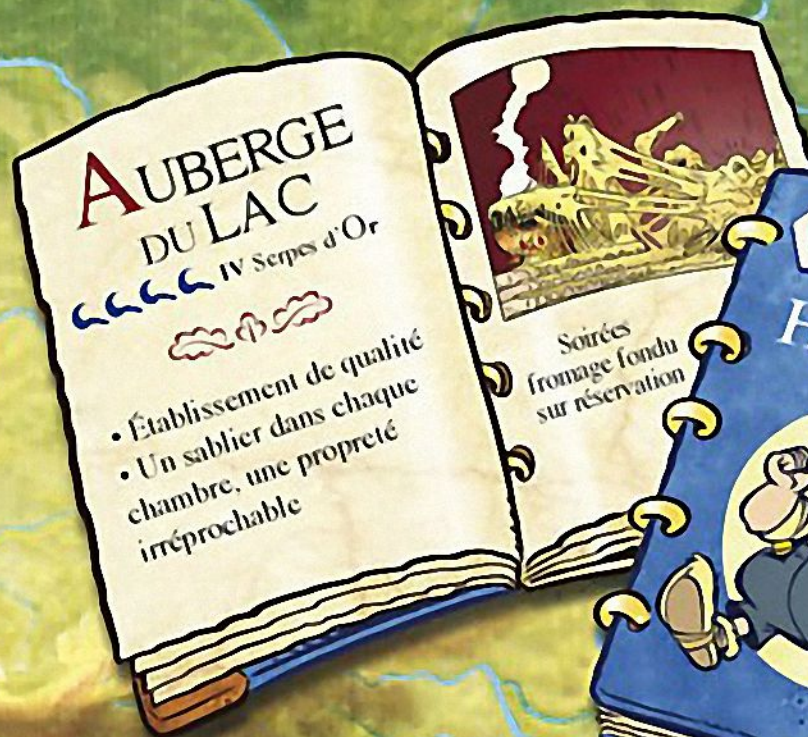 AUBERGE
DU LAC
IV Serpes d'Or
• Établissement de qualité
• Un sablier dans chaque
chambre, une propreté
irréprochable
Soirées
fromage fondu
sur réservation
H